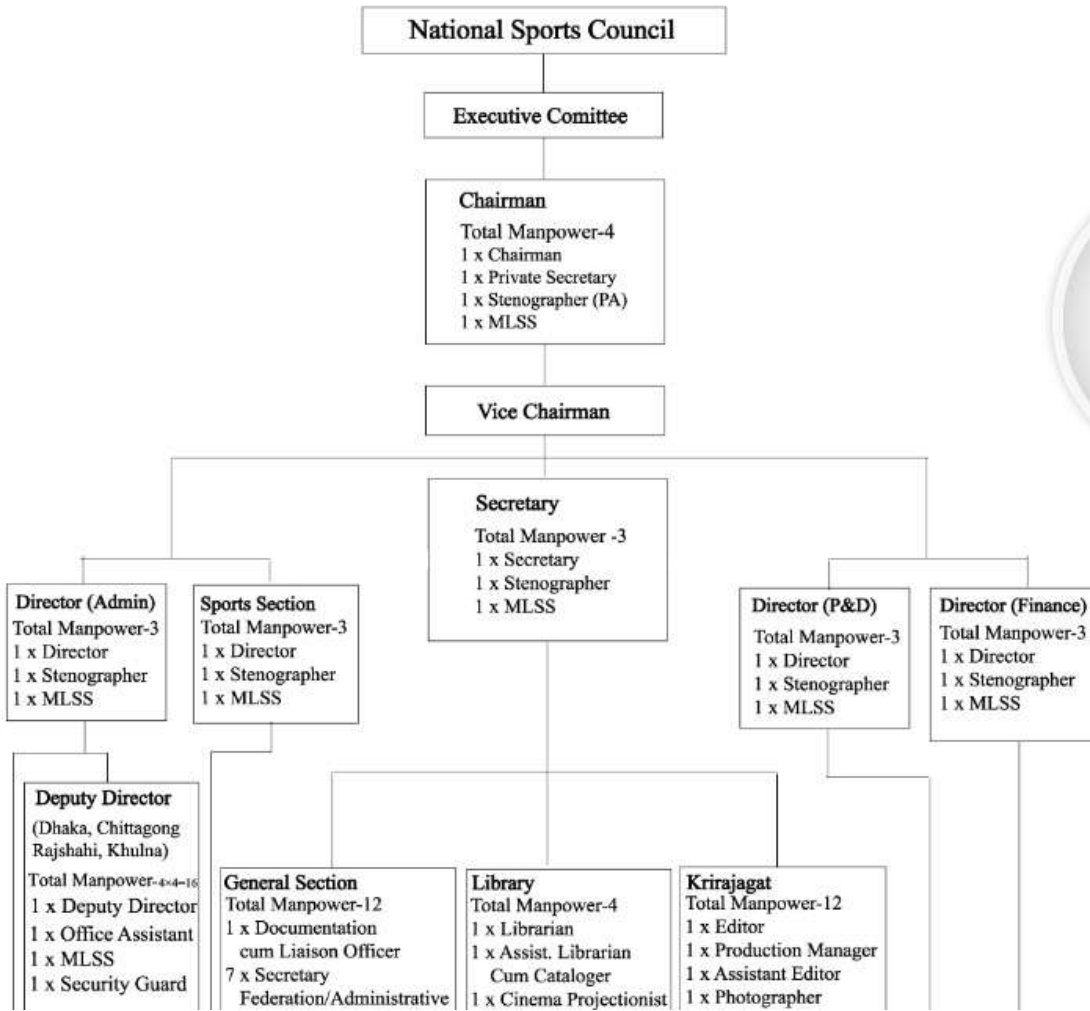 National Sports Council
Executive Comittee
Chairman
Total Manpower-4
1 x Chairman
1 x Private Secretary
1 x Stenographer (PA)
1 x MLSS
Vice Chairman
Secretary
Total Manpower -3
1 x Secretary
1 x Stenographer
1 x MLSS
Director (Admin)
Total Manpower-3
1 x Director
1 x Stenographer
1 x MLSS
Sports Section
Total Manpower-3
1 x Director
1 x Stenographer
1 x MLSS
Director (P&D)
Total Manpower-3
1 x Director
1 x Stenographer
1 x MLSS
Director (Finance)
Total Manpower-3
1 x Director
1 x Stenographer
1 x MLSS
Deputy Director
(Dhaka, Chittagong
Rajshahi, Khulna)
Total Manpower-4×4=16
1 x Deputy Director
1 x Office Assistant
1 x MLSS
1 x Security Guard
General Section
Total Manpower-12
1 x Documentation
cum Liaison Officer
7 x Secretary
Federation/Administrative
Library
Total Manpower-4
1 x Librarian
1 x Assist. Librarian
Cum Cataloger
1 x Cinema Projectionist
Krirajagat
Total Manpower-12
1 x Editor
1 x Production Manager
1 x Assistant Editor
1 x Photographer